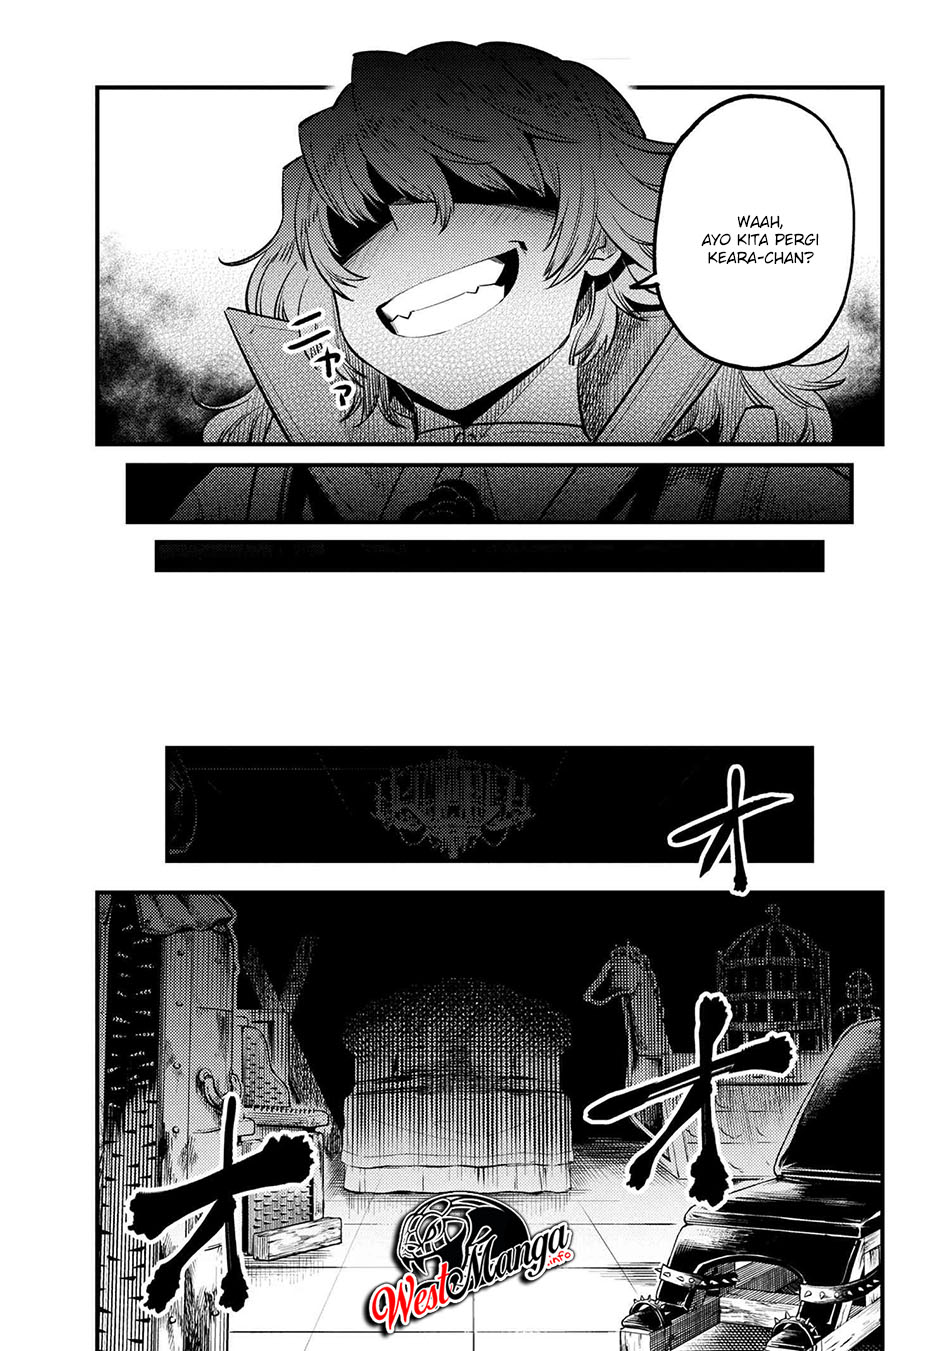 WAAH,
AYO KITA PERGI
KEARA-CHAN?
ニヤァ
オ
オ
オ
WestManga
.info